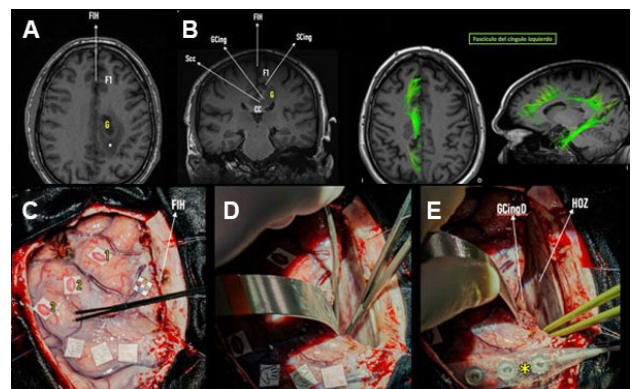 A
FIH
F1
G
*
B
FIH
GCing
SCing
Scc
F1
G
CC
Fascículo del cíngulo izquierdo
C
FIH
1
2
3
D
E
GCingD
HOZ
*